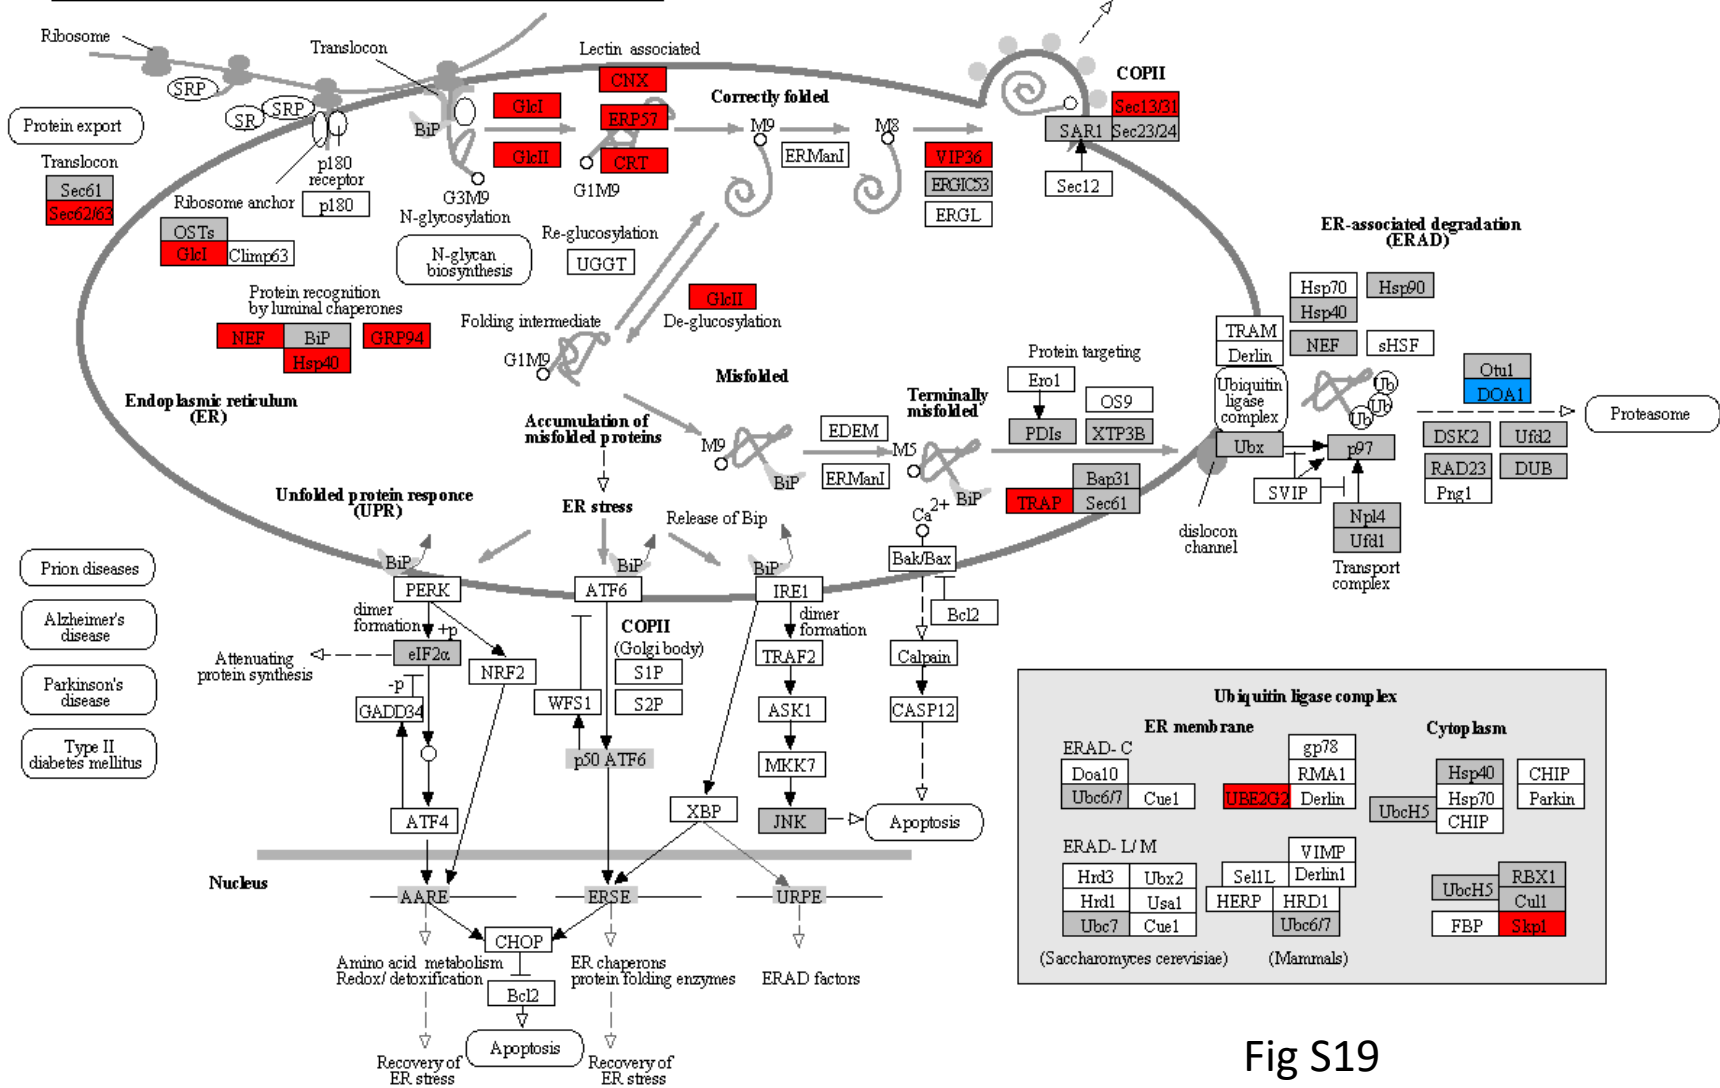 Ribosome
Translocon
Lectin associated
SRP
SR
SRP
Protein export
BiP
GlcI
GlcII
CNX
ERP57
CRT
Correctly folded
COPII
Sec13/31
SAR1
Sec23/24
Sec12
M9
ERManI
M8
VIP36
ERGIC53
ERGL
Translocon
Sec61
Sec62/63
p180
receptor
p180
Ribosome anchor
OSTs
GlcI
Climp63
G3M9
N-glycosylation
N-glycan
biosynthesis
G1M9
Re-glucosylation
UGGT
GlcII
De-glucosylation
Protein recognition
by luminal chaperones
NEF
BiP
GRP94
Hsp40
Folding intermediate
G1M9
Misfolded
Endoplasmic reticulum
(ER)
Accumulation of
misfolded proteins
ER-associated degradation
(ERAD)
Hsp70
Hsp90
Hsp40
NEF
sHSF
TRAM
Derlin
Ubiquitin
ligase
complex
Ub
Ub
Ub
Otu1
DOA1
Proteasome
Protein targeting
Ero1
OS9
PDIs
XTP3B
Terminally
misfolded
M9
EDEM
ERManI
BiP
M5
BiP
Bap31
TRAP
Sec61
Ubx
p97
SVIP
DSK2
Ufd2
RAD23
DUB
Png1
Npl4
Ufd1
Transport
complex
dislocon
channel
Unfolded protein responce
(UPR)
ER stress
Release of Bip
Ca2+
Bak/Bax
Bcl2
BiP
BiP
BiP
PERK
ATF6
IRE1
Prion diseases
Alzheimer's
disease
Parkinson's
disease
Type II
diabetes mellitus
dimer
formation
+p
eIF2α
Attenuating
protein synthesis
-p
GADD34
NRF2
ATF4
COPII
(Golgi body)
S1P
S2P
WFS1
p50 ATF6
dimer
formation
TRAF2
ASK1
MKK7
JNK
XBP
Calpain
CASP12
Apoptosis
Nucleus
AARE
ERSE
URPE
CHOP
Bcl2
Apoptosis
Amino acid metabolism
Redox/ detoxification
ER chaperons
protein folding enzymes
ERAD factors
Recovery of
ER stress
Recovery of
ER stress
Ubiquitin ligase complex
ER membrane
Cytoplasm
ERAD- C
Doa10
Ubc6/7
Cue1
gp78
RMA1
UBE2G2
Derlin
Hsp40
Hsp70
UbcH5
CHIP
CHIP
Parkin
ERAD- L/ M
Hrd3
Ubx2
Hrd1
Usa1
Ubc7
Cue1
VIMP
Sel1L
Derlin1
HERP
HRD1
Ubc6/7
UbcH5
RBX1
Cul1
FBP
Skp1
(Saccharomyces cerevisiae)
(Mammals)
Fig S19